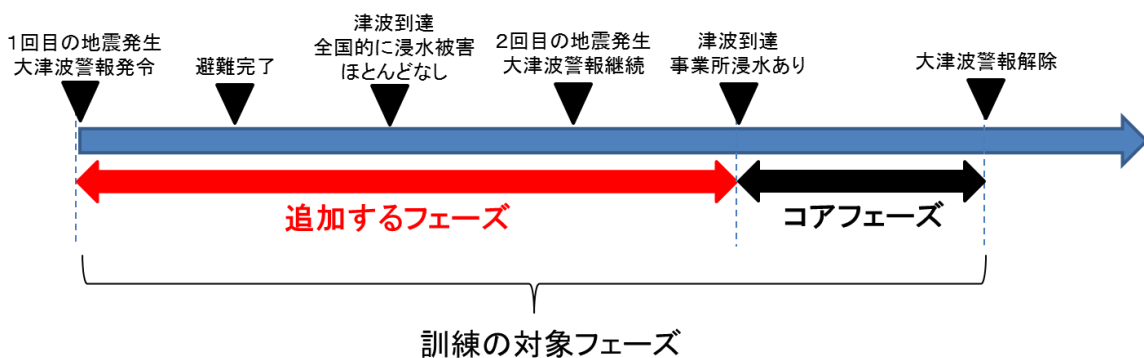 1回目の地震発生
大津波警報発令
避難完了
津波到達
全国的に浸水被害
ほとんどなし
2回目の地震発生
大津波警報継続
津波到達
事業所浸水あり
大津波警報解除
追加するフェーズ
コアフェーズ
訓練の対象フェーズ